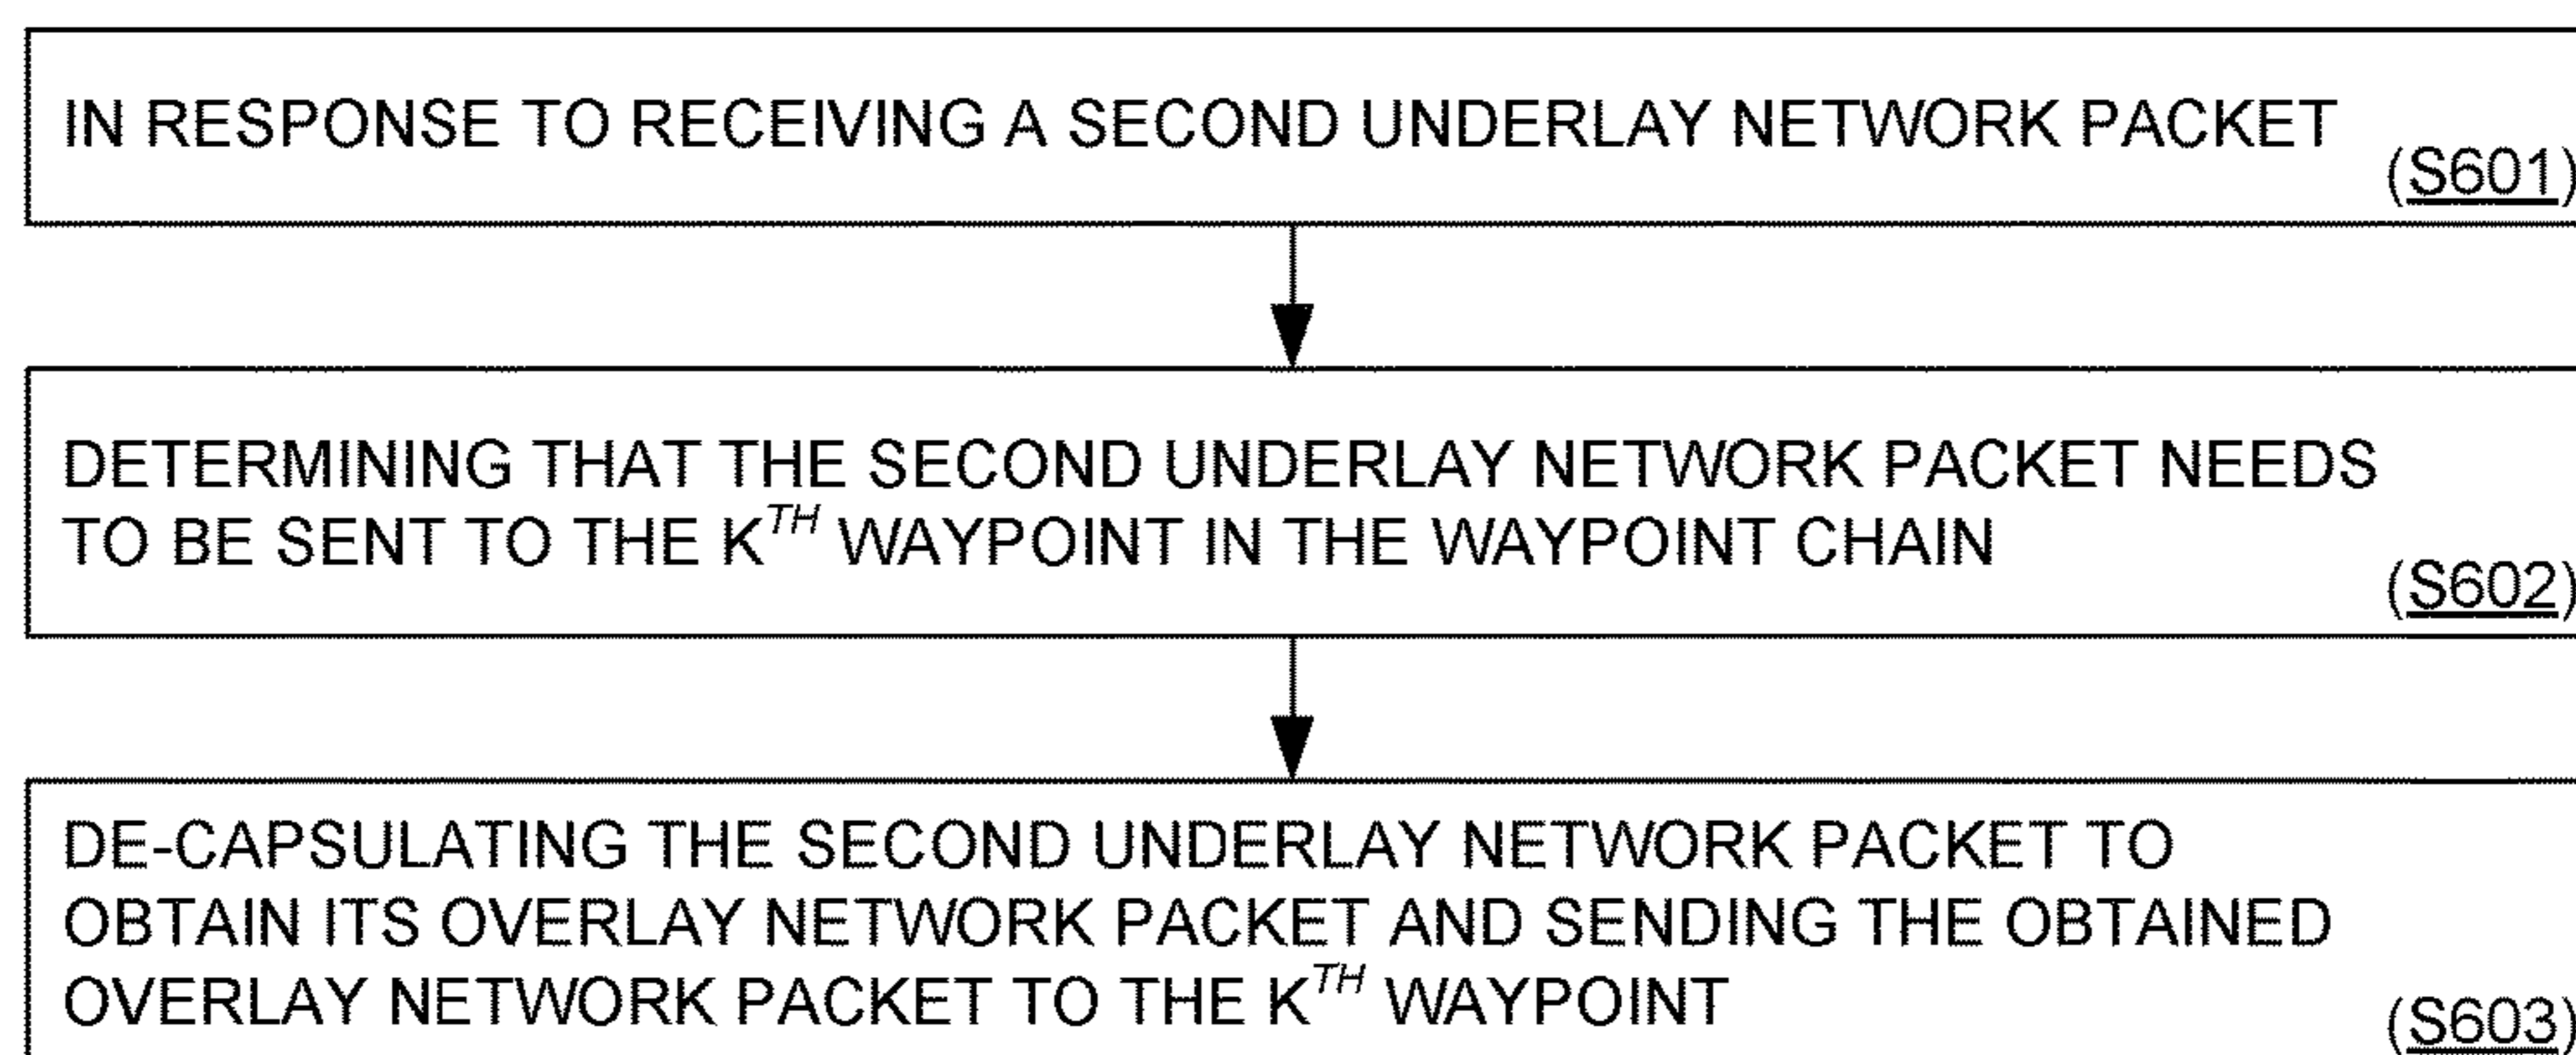 IN RESPONSE TO RECEIVING A SECOND UNDERLAY NETWORK PACKET
(S601)
DETERMINING THAT THE SECOND UNDERLAY NETWORK PACKET NEEDS
TO BE SENT TO THE K^TH WAYPOINT IN THE WAYPOINT CHAIN
(S602)
DE-CAPSULATING THE SECOND UNDERLAY NETWORK PACKET TO
OBTAIN ITS OVERLAY NETWORK PACKET AND SENDING THE OBTAINED
OVERLAY NETWORK PACKET TO THE K^TH WAYPOINT
(S603)